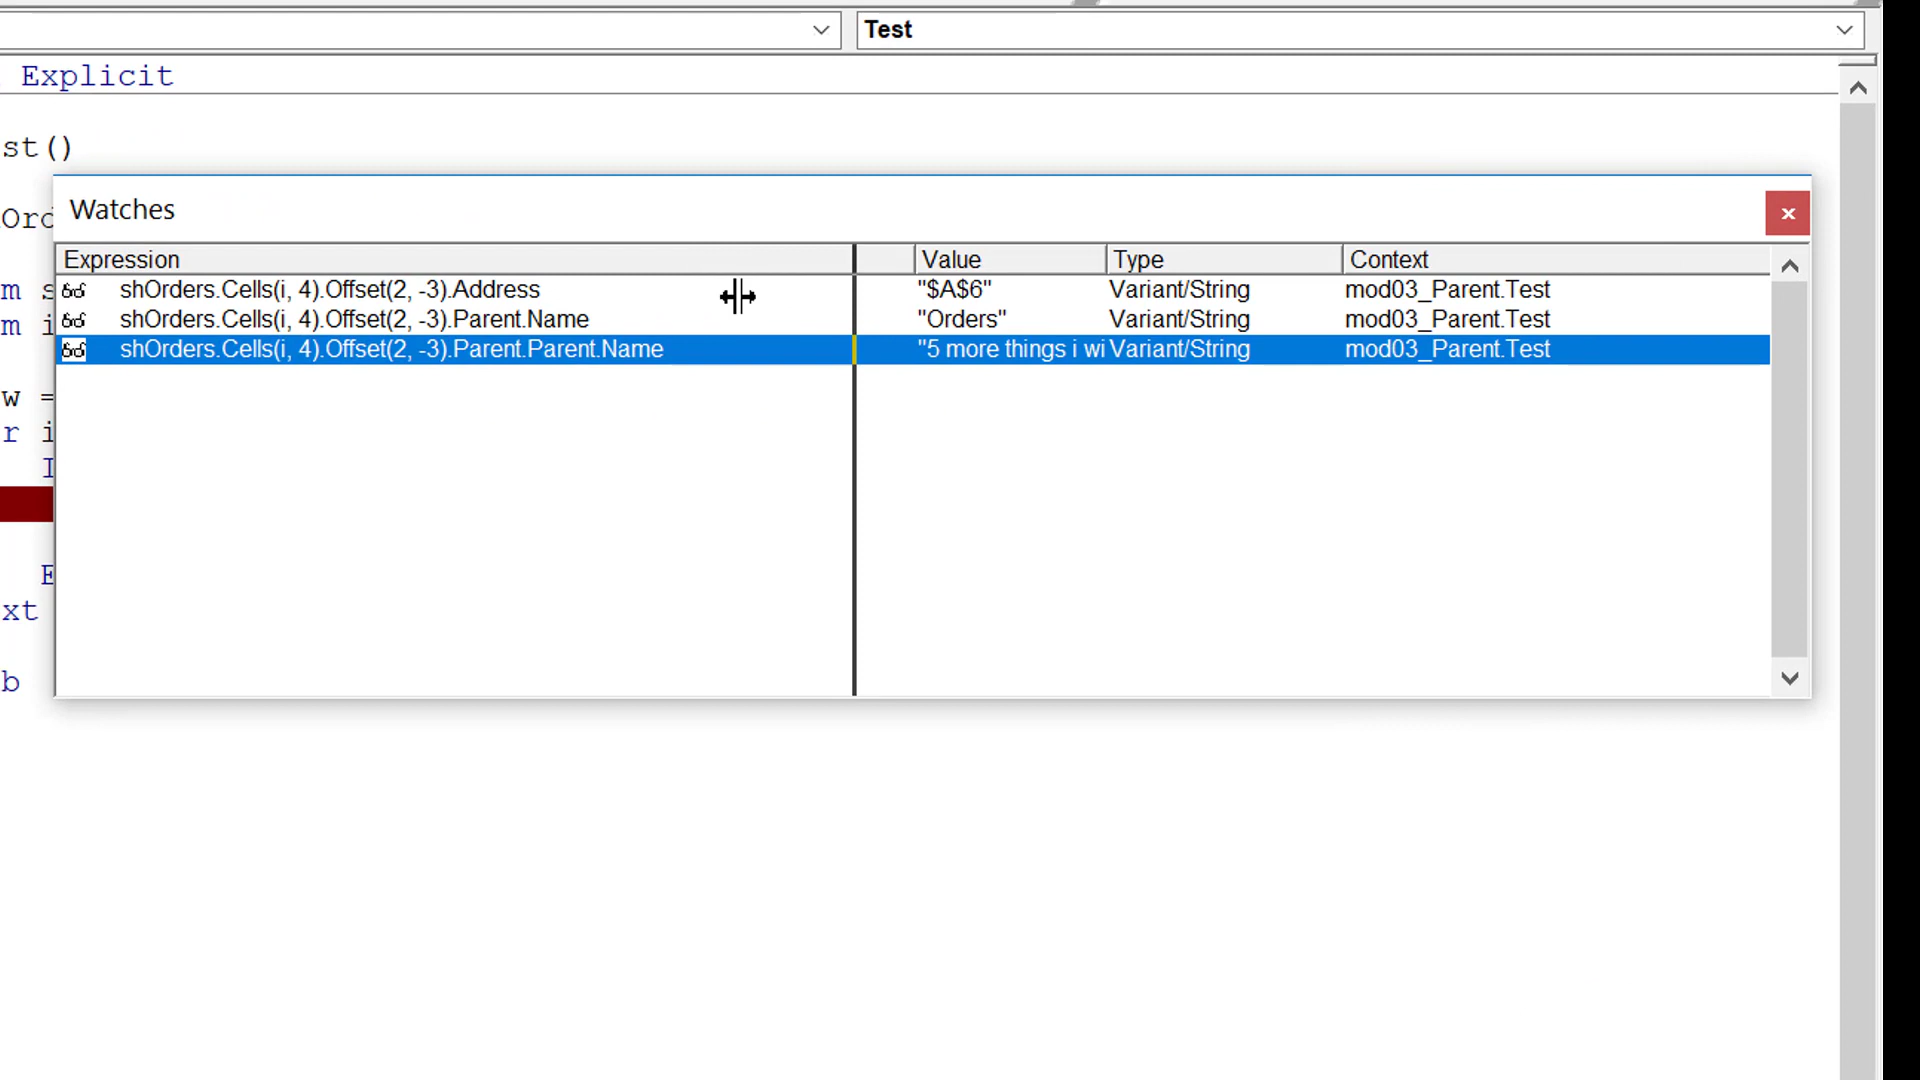 Test
Explicit
st()
Ord
Watches
Expression Value Type Context
m s shOrders.Cells(i, 4).Offset(2, -3).Address "$A$6" Variant/String mod03_Parent.Test
m i shOrders.Cells(i, 4).Offset(2, -3).Parent.Name "Orders" Variant/String mod03_Parent.Test
shOrders.Cells(i, 4).Offset(2, -3).Parent.Parent.Name "5 more things i wi Variant/String mod03_Parent.Test
w =
r i
I
E
xt
b